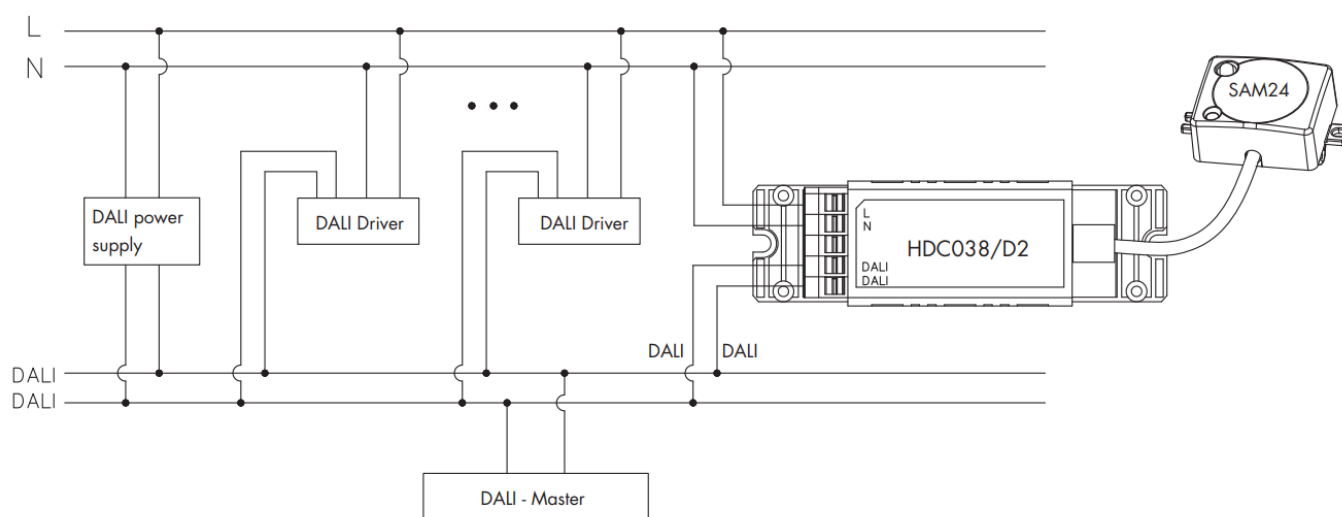 L
N
SAM24
DALI power
supply
DALI Driver
DALI Driver
L
N
HDC038/D2
DALI
DALI
DALI
DALI
DALI
DALI
DALI - Master